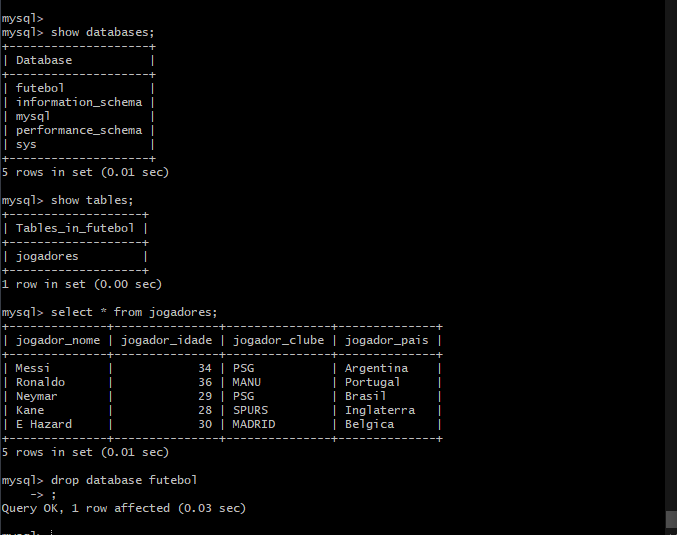 mysql>
mysql> show databases;
+--------------------+
| Database           |
+--------------------+
| futebol            |
| information_schema |
| mysql              |
| performance_schema |
| sys                |
+--------------------+
5 rows in set (0.01 sec)
mysql> show tables;
+-------------------+
| Tables_in_futebol |
+-------------------+
| jogadores         |
+-------------------+
1 row in set (0.00 sec)
mysql> select * from jogadores;
+--------------+---------------+---------------+--------------+
| jogador_nome | jogador_idade | jogador_clube | jogador_pais |
+--------------+---------------+---------------+--------------+
| Messi        |            34 | PSG           | Argentina    |
| Ronaldo      |            36 | MANU          | Portugal     |
| Neymar       |            29 | PSG           | Brasil       |
| Kane         |            28 | SPURS         | Inglaterra   |
| E Hazard     |            30 | MADRID        | Belgica      |
+--------------+---------------+---------------+--------------+
5 rows in set (0.01 sec)
mysql> drop database futebol
    -> ;
Query OK, 1 row affected (0.03 sec)
mysql>